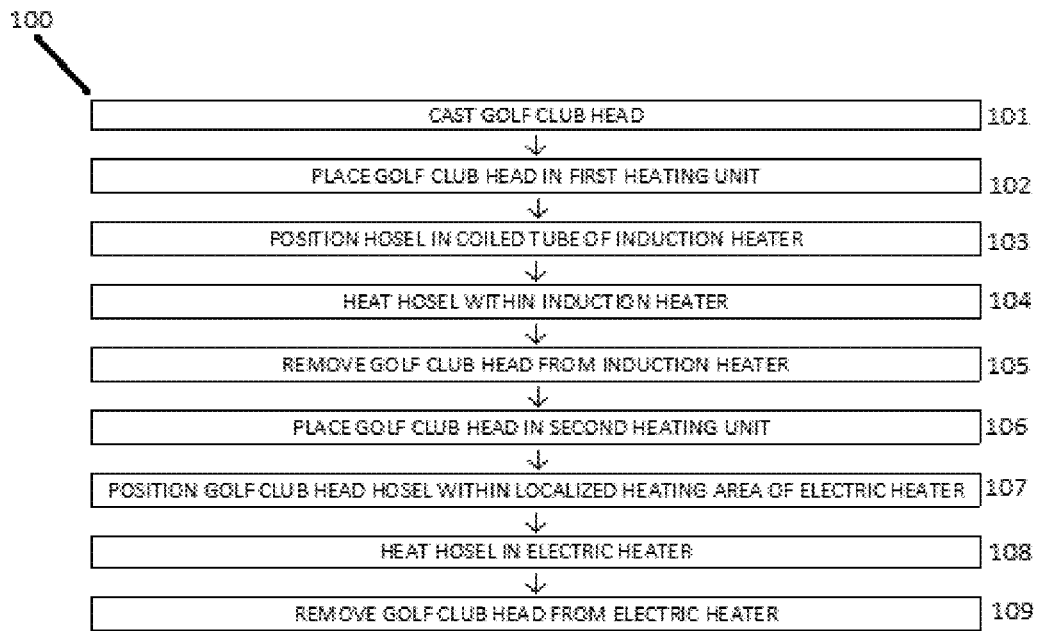 100
CAST GOLF CLUB HEAD 101
PLACE GOLF CLUB HEAD IN FIRST HEATING UNIT 102
POSITION HOSEL IN COILED TUBE OF INDUCTION HEATER 103
HEAT HOSEL WITHIN INDUCTION HEATER 104
REMOVE GOLF CLUB HEAD FROM INDUCTION HEATER 105
PLACE GOLF CLUB HEAD IN SECOND HEATING UNIT 106
POSITION GOLF CLUB HEAD HOSEL WITHIN LOCALIZED HEATING AREA OF ELECTRIC HEATER 107
HEAT HOSEL IN ELECTRIC HEATER 108
REMOVE GOLF CLUB HEAD FROM ELECTRIC HEATER 109